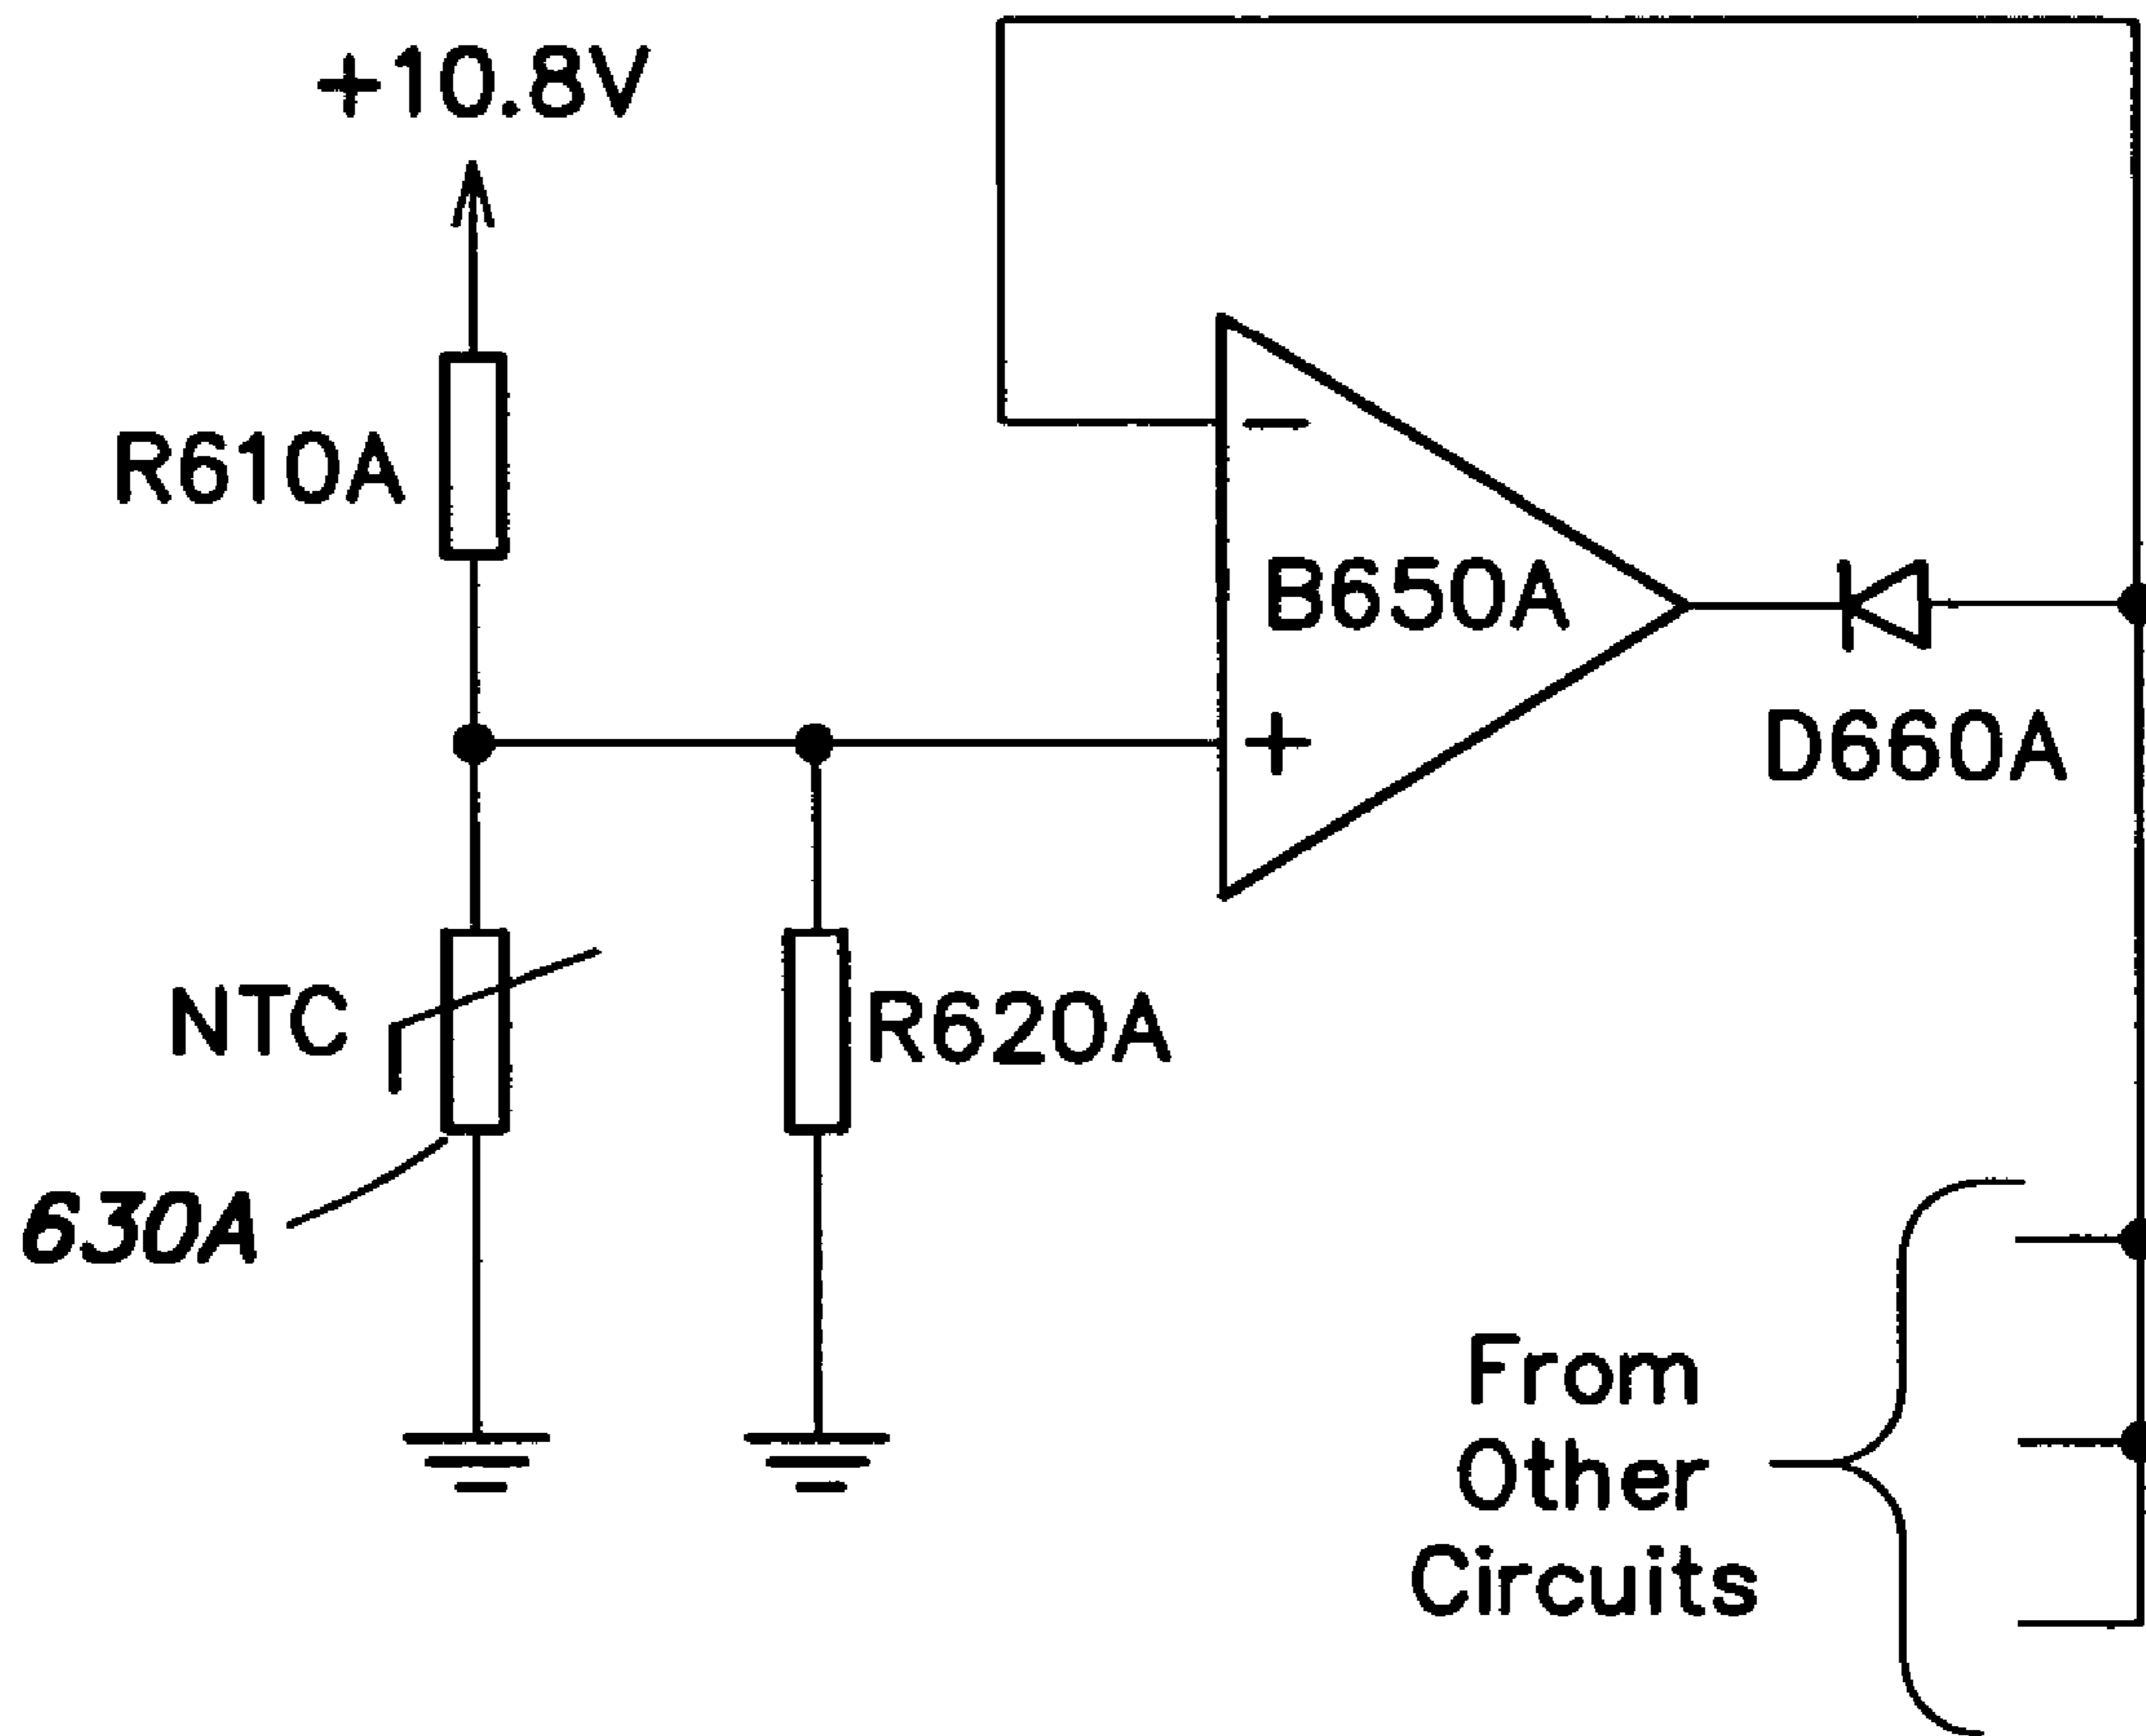 +10.8V
R610A
−
B650A
+
D660A
NTC
R620A
630A
From
Other
Circuits